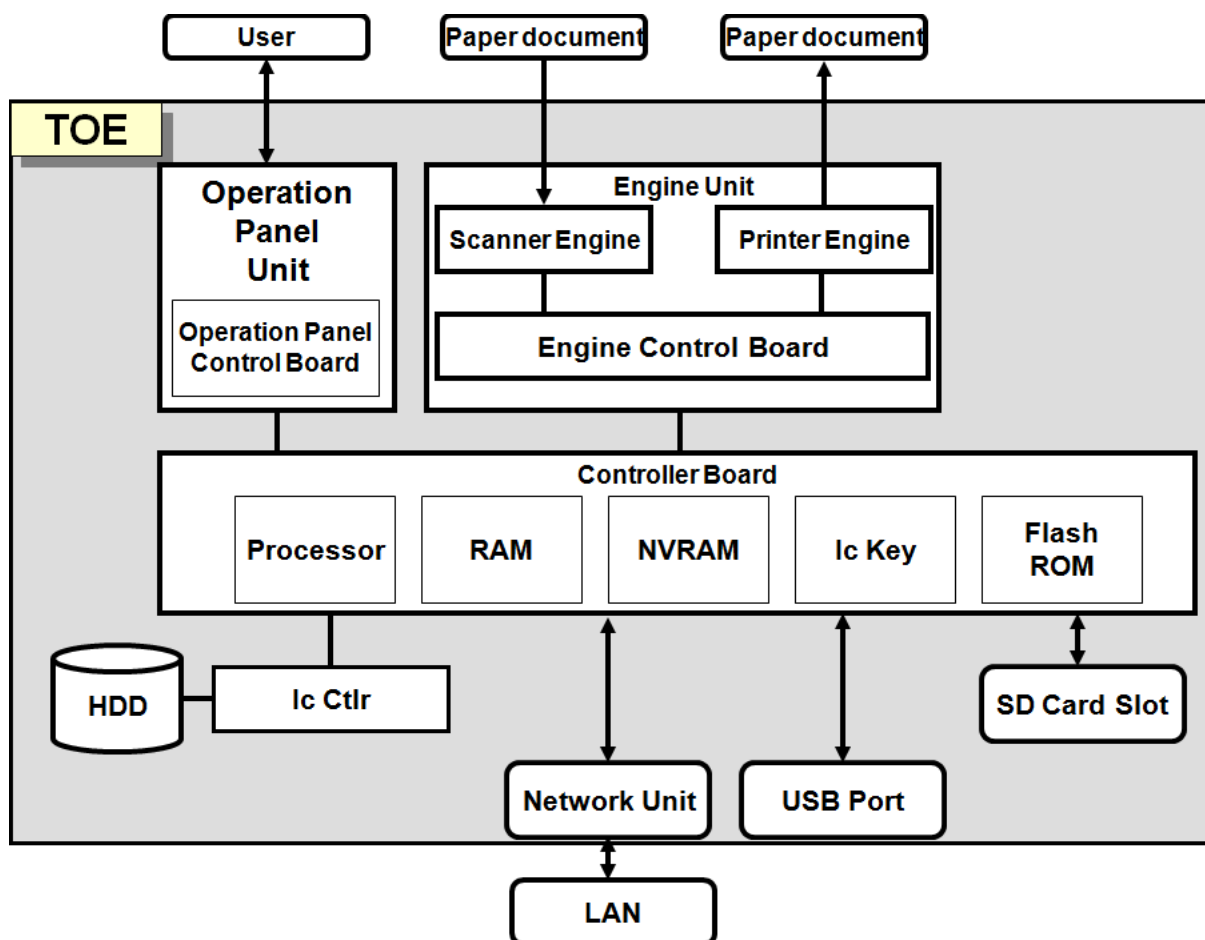 User
Paper document
Paper document
TOE
Operation
Panel
Unit
Operation Panel
Control Board
Engine Unit
Scanner Engine
Printer Engine
Engine Control Board
Controller Board
Processor
RAM
NVRAM
Ic Key
Flash
ROM
HDD
Ic Ctlr
SD Card Slot
Network Unit
USB Port
LAN